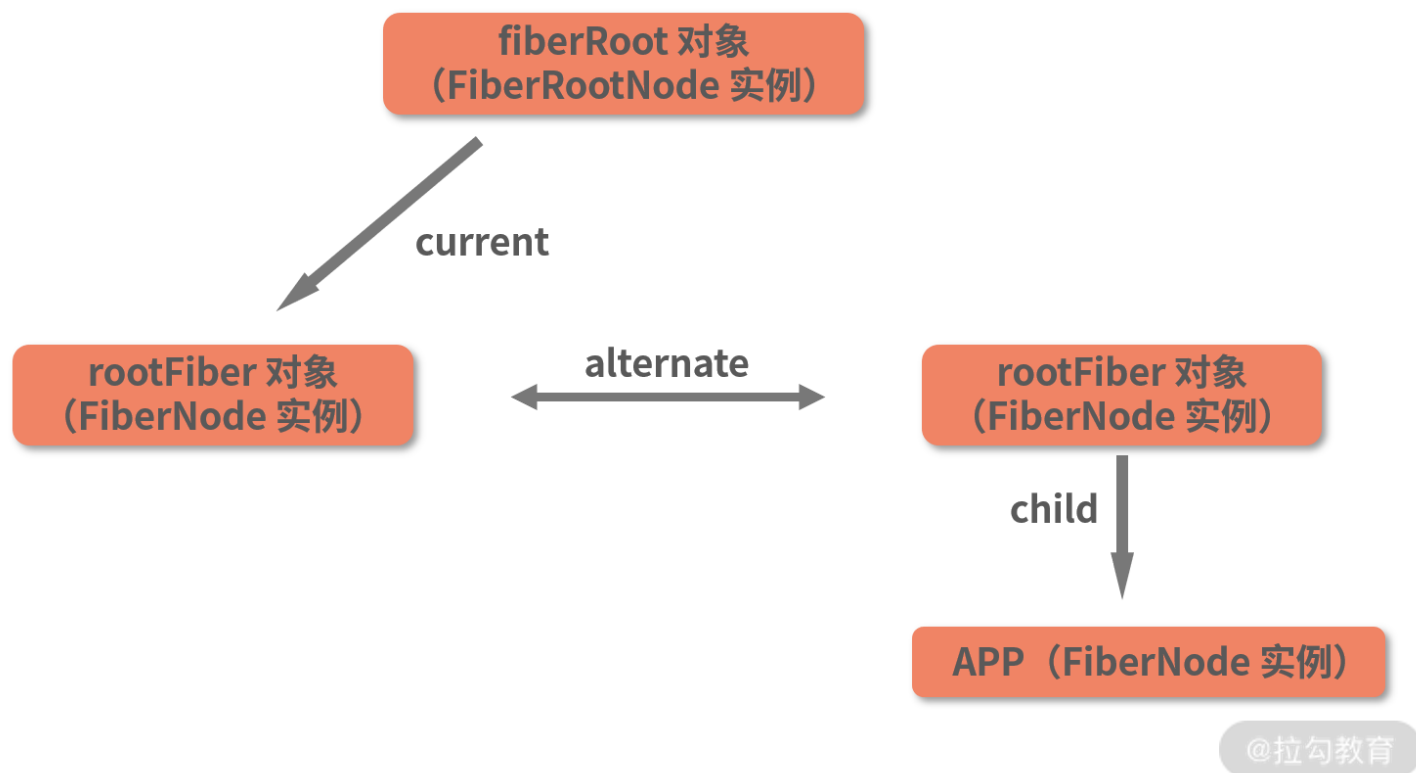 fiberRoot 对象
（FiberRootNode 实例）
current
rootFiber 对象
（FiberNode 实例）
alternate
rootFiber 对象
（FiberNode 实例）
child
APP（FiberNode 实例）
@拉勾教育